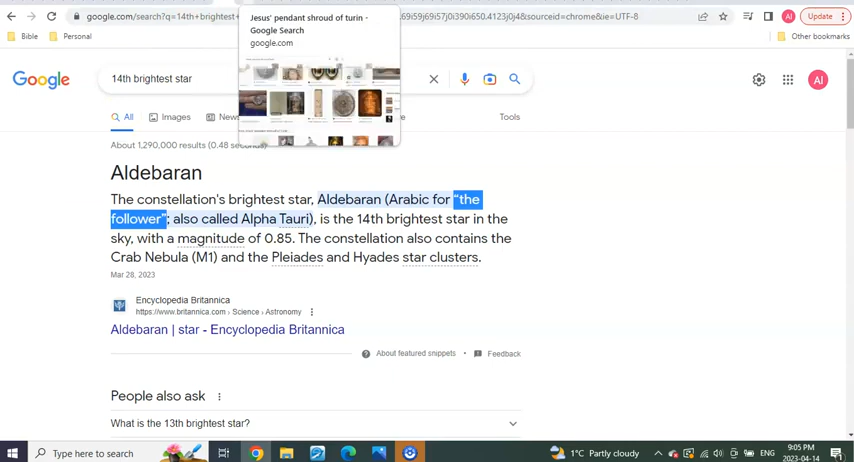 google.com/search?q=14th+brightest+
69i59j69i57j0i390i650.4123j0j4&sourceid=chrome&ie=UTF-8
AI
Update
Bible
Personal
Other bookmarks
Jesus' pendant shroud of turin -
Google Search
google.com
Google
14th brightest star
AI
All
Images
Tools
About 1,290,000 results (0.48 seconds)
Aldebaran
The constellation's brightest star, Aldebaran (Arabic for “the
follower”; also called Alpha Tauri), is the 14th brightest star in the
sky, with a magnitude of 0.85. The constellation also contains the
Crab Nebula (M1) and the Pleiades and Hyades star clusters.
Mar 28, 2023
Encyclopedia Britannica
https://www.britannica.com › Science › Astronomy
Aldebaran | star - Encyclopedia Britannica
About featured snippets
Feedback
People also ask
What is the 13th brightest star?
Type here to search
1°C Partly cloudy
ENG
9:05 PM
2023-04-14